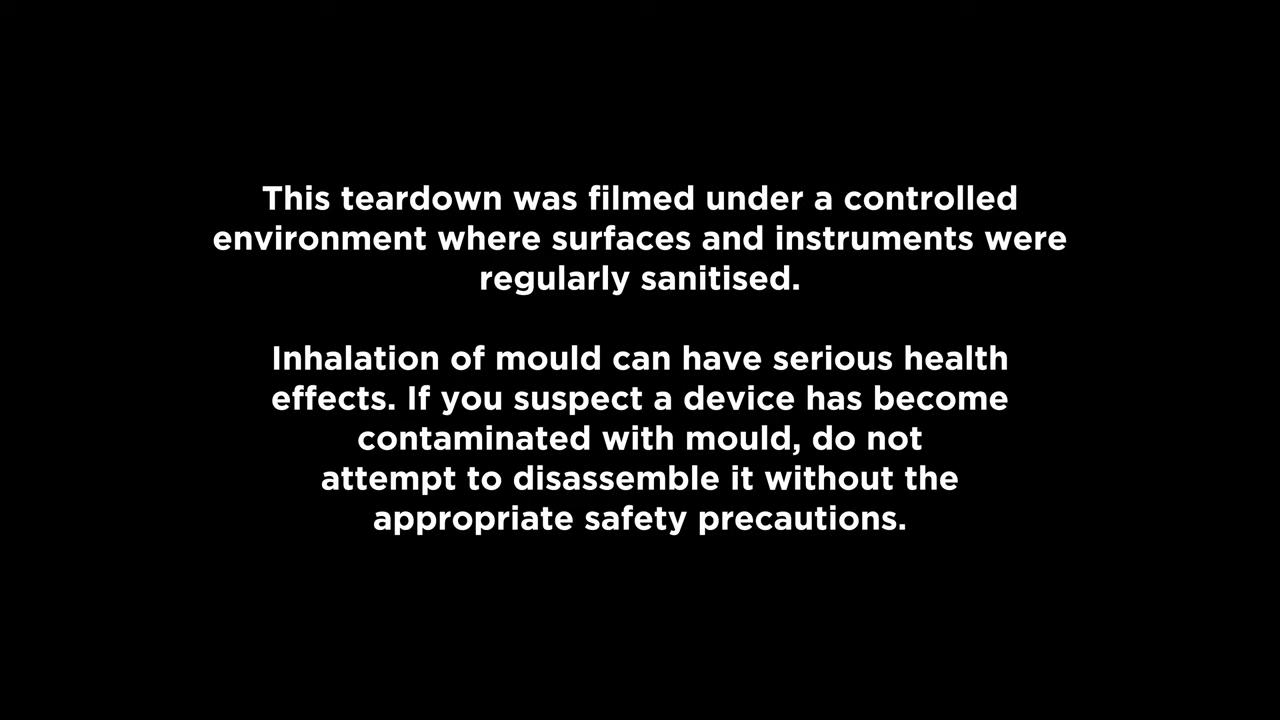 This teardown was filmed under a controlled
environment where surfaces and instruments were
regularly sanitised.
Inhalation of mould can have serious health
effects. If you suspect a device has become
contaminated with mould, do not
attempt to disassemble it without the
appropriate safety precautions.